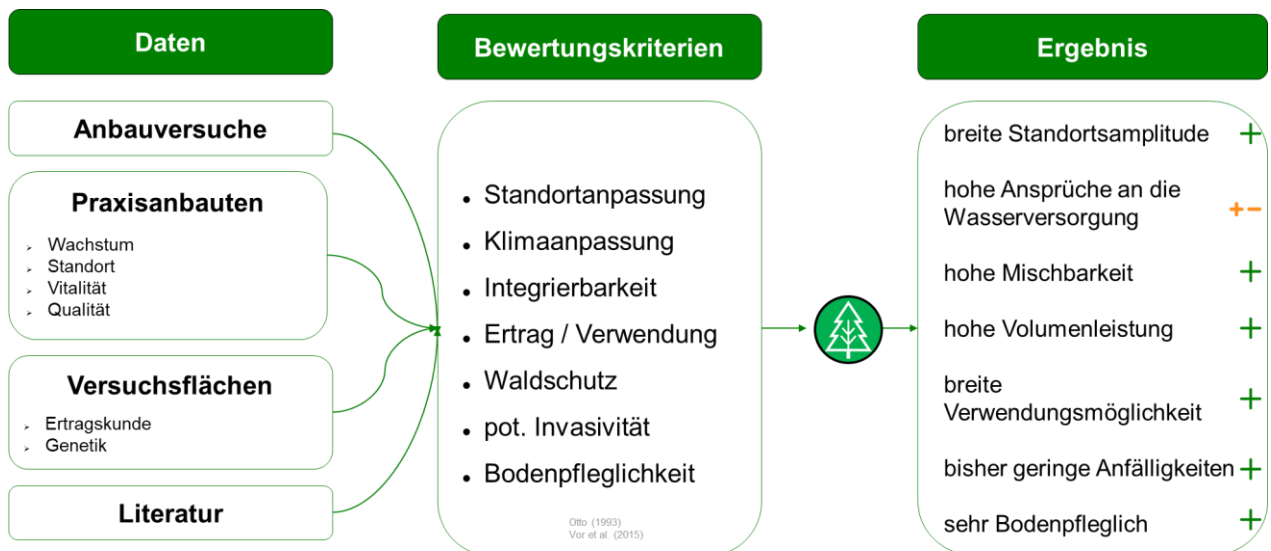 Daten
Anbauversuche
Praxisanbauten
Wachstum
Standort
Vitalität
Qualität
Versuchsflächen
Ertragskunde
Genetik
Literatur
Bewertungskriterien
Standortanpassung
Klimaanpassung
Integrierbarkeit
Ertrag / Verwendung
Waldschutz
pot. Invasivität
Bodenpfleglichkeit
Otto (1993)
Vor et al. (2015)
Ergebnis
breite Standortsamplitude +
hohe Ansprüche an die
Wasserversorgung +-
hohe Mischbarkeit +
hohe Volumenleistung +
breite
Verwendungsmöglichkeit +
bisher geringe Anfälligkeiten +
sehr Bodenpfleglich +